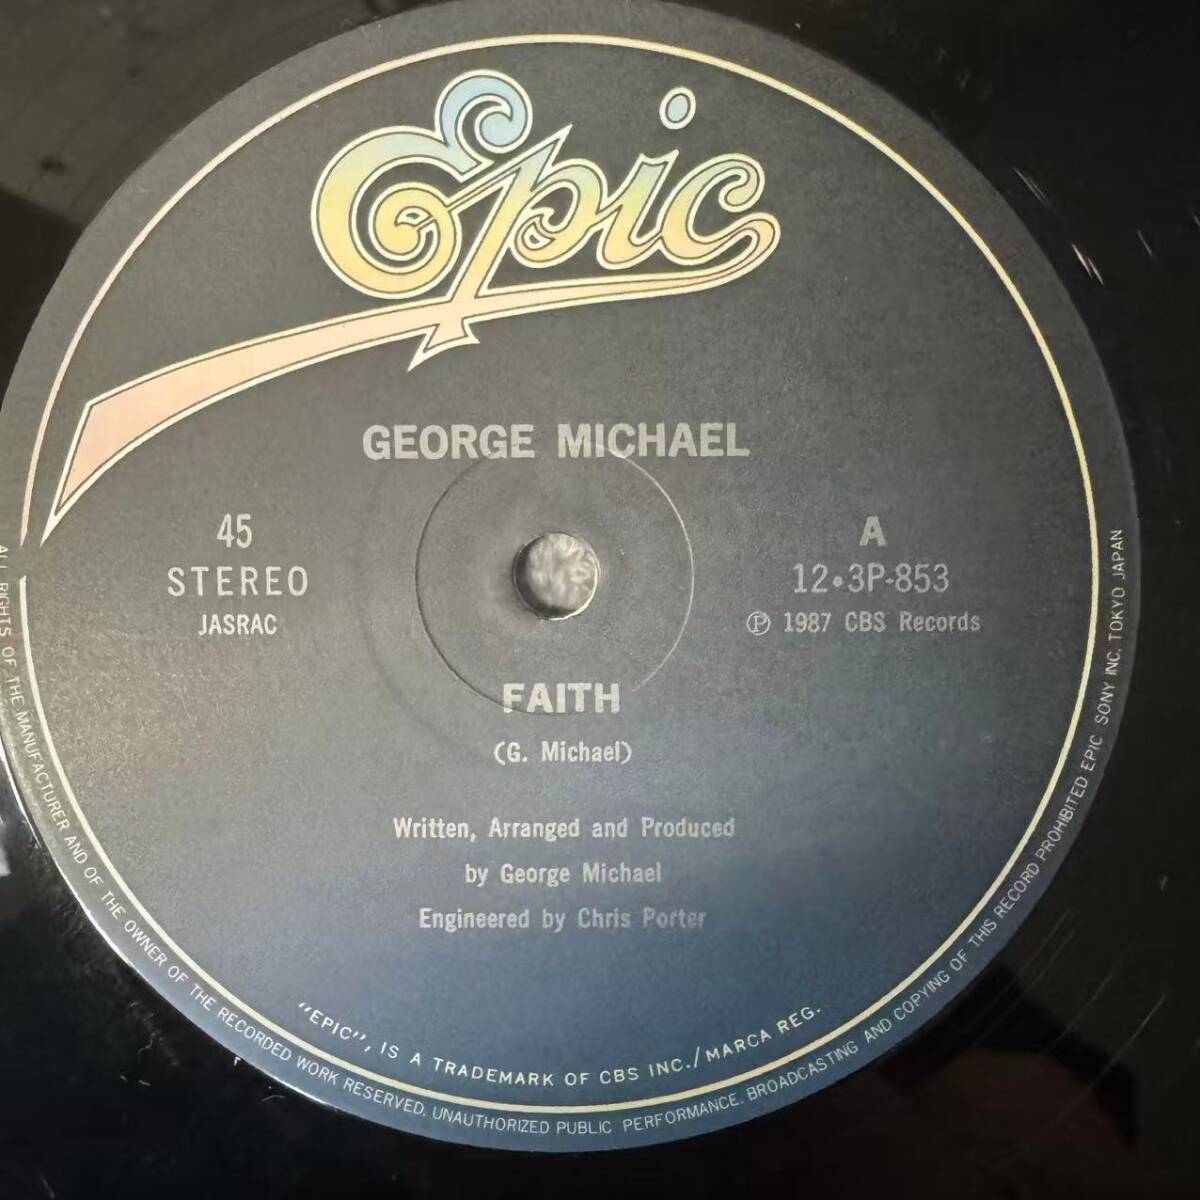 Epic
GEORGE MICHAEL
45
STEREO
JASRAC
A
12•3P-853
Ⓟ 1987 CBS Records
FAITH
(G. Michael)
Written, Arranged and Produced
by George Michael
Engineered by Chris Porter
"EPIC", IS A TRADEMARK OF CBS INC./MARCA REG.
ALL RIGHTS OF THE MANUFACTURER AND OF THE OWNER OF THE RECORDED WORK RESERVED. UNAUTHORIZED PUBLIC PERFORMANCE. BROADCASTING AND COPYING OF THIS RECORD PROHIBITED EPIC SONY INC. TOKYO JAPAN